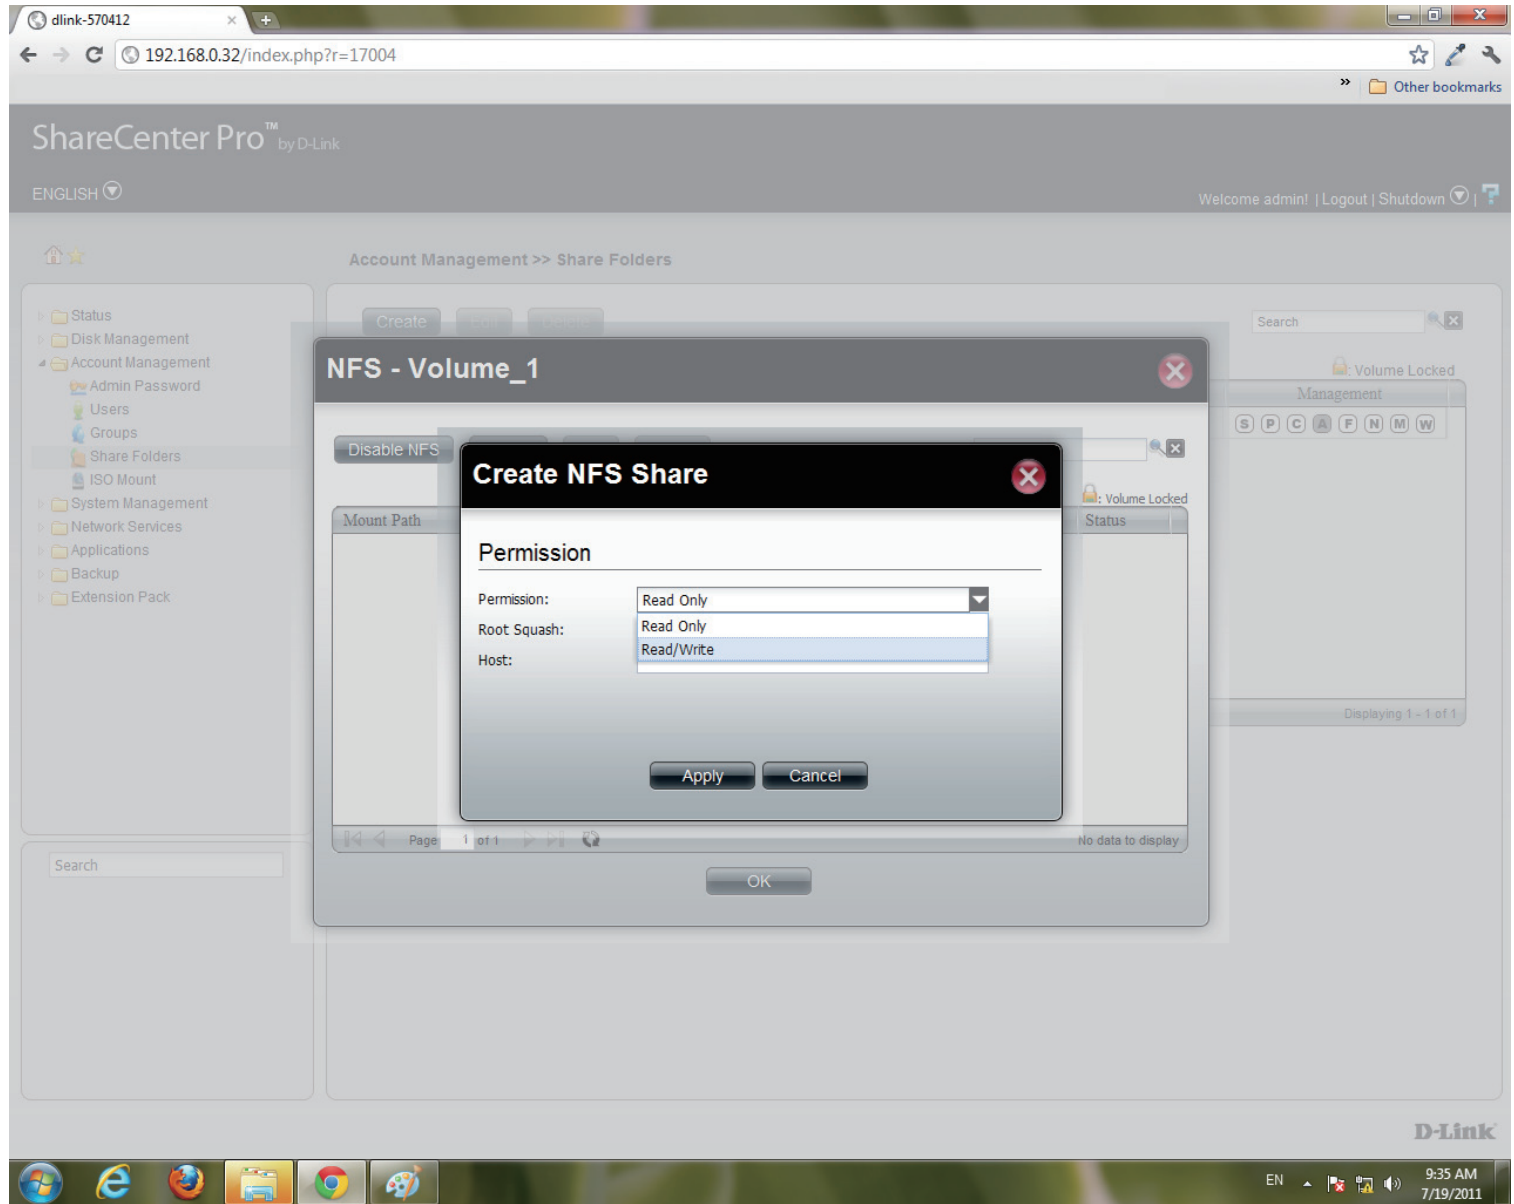 dlink-570412
192.168.0.32/index.php?r=17004
» Other bookmarks
ShareCenter Pro™ by D-Link
ENGLISH
Welcome admin! | Logout | Shutdown | ?
Account Management >> Share Folders
Status
Disk Management
Account Management
Admin Password
Users
Groups
Share Folders
ISO Mount
System Management
Network Services
Applications
Backup
Extension Pack
Search
Create Edit Delete
Search
: Volume Locked
Management
S P C A F N M W
Displaying 1 - 1 of 1
NFS - Volume_1
Disable NFS
: Volume Locked
Mount Path
Status
Create NFS Share
Permission
Permission: Read Only
Read Only
Read/Write
Root Squash:
Host:
Apply Cancel
Page 1 of 1
No data to display
OK
D-Link
EN
9:35 AM
7/19/2011